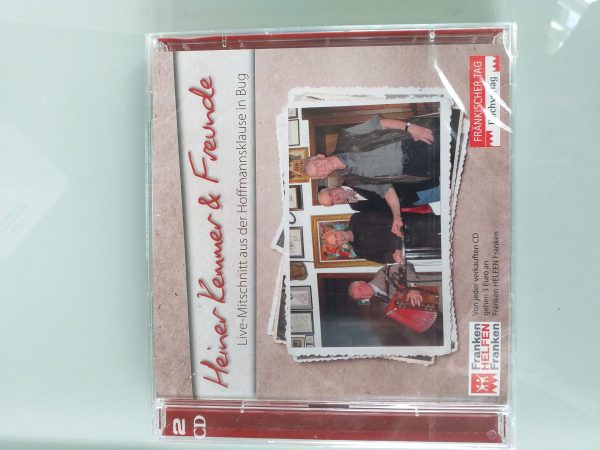 Heiner Kemmer & Freunde
Live-Mitschnitt aus der Hoffmannsklause in Bug
2
CD
Franken
HELFEN
Franken
Von jeder verkauften CD
gehen 3 Euro an
Franken HELFEN Franken
FRÄNKISCHER TAG